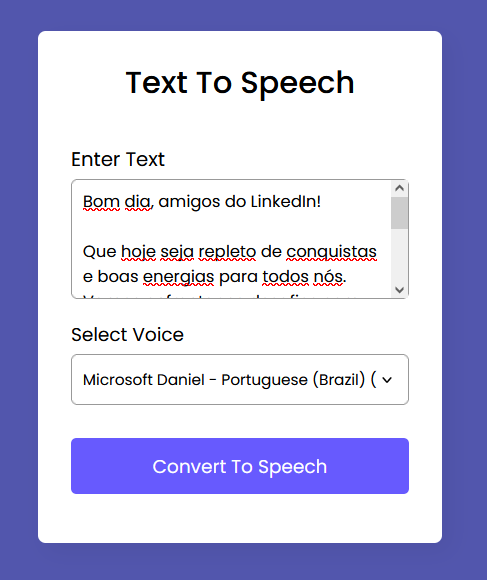 Text To Speech
Enter Text
Bom dia, amigos do LinkedIn!
Que hoje seja repleto de conquistas
e boas energias para todos nós.
Select Voice
Microsoft Daniel - Portuguese (Brazil) (
Convert To Speech